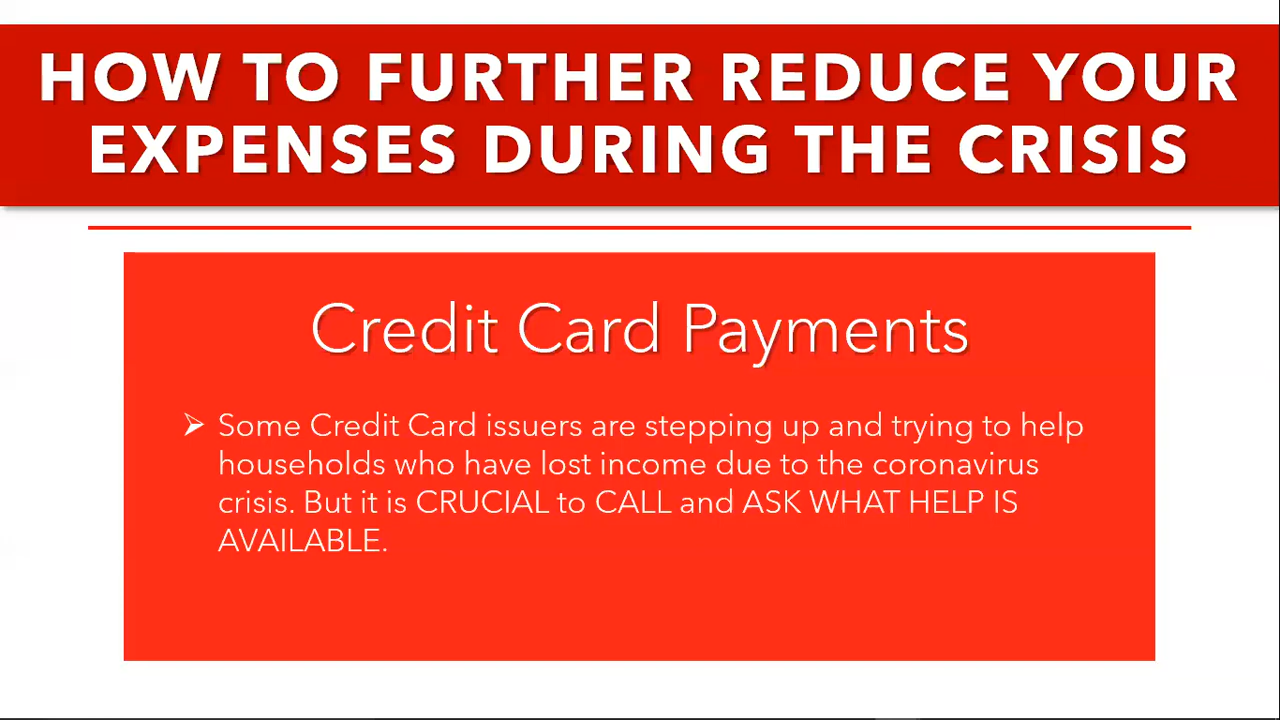 HOW TO FURTHER REDUCE YOUR
EXPENSES DURING THE CRISIS
Credit Card Payments
➢ Some Credit Card issuers are stepping up and trying to help
households who have lost income due to the coronavirus
crisis. But it is CRUCIAL to CALL and ASK WHAT HELP IS
AVAILABLE.